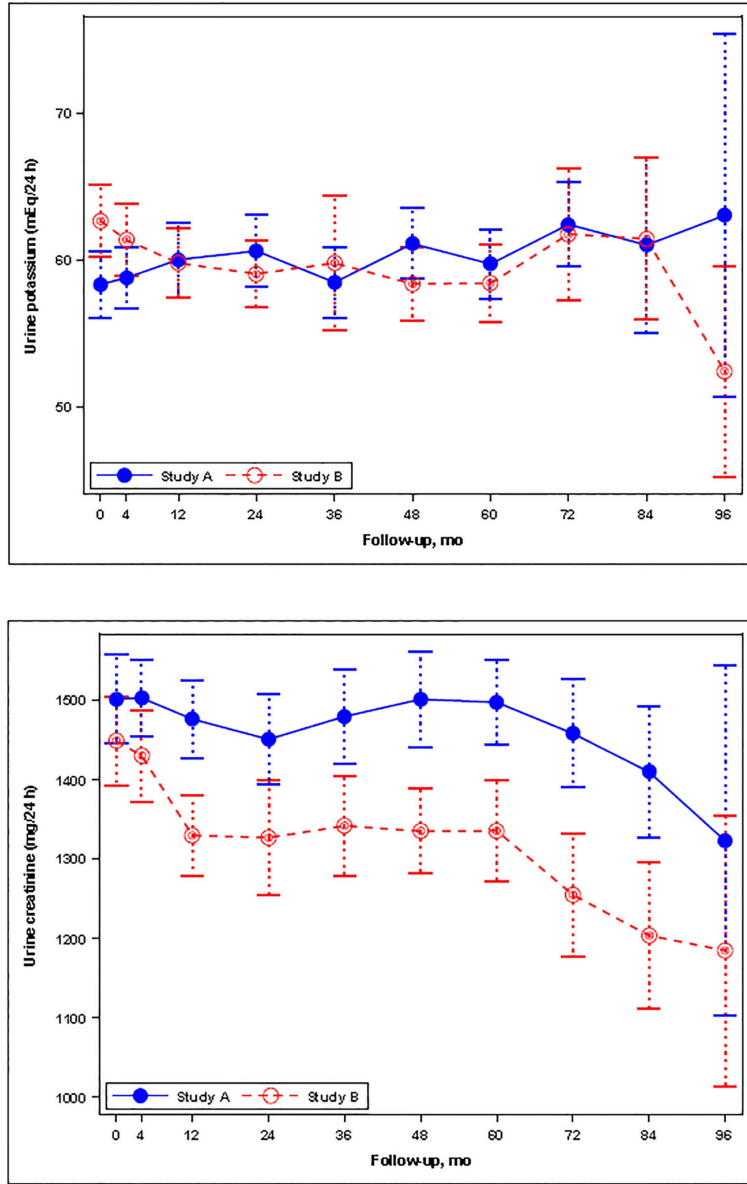 70
60
50
Urine potassium (mEq/24 h)
Study A Study B
0 4 12 24 36 48 60 72 84 96
Follow-up, mo
1500
1400
1300
1200
1100
1000
Urine creatinine (mg/24 h)
Study A Study B
0 4 12 24 36 48 60 72 84 96
Follow-up, mo